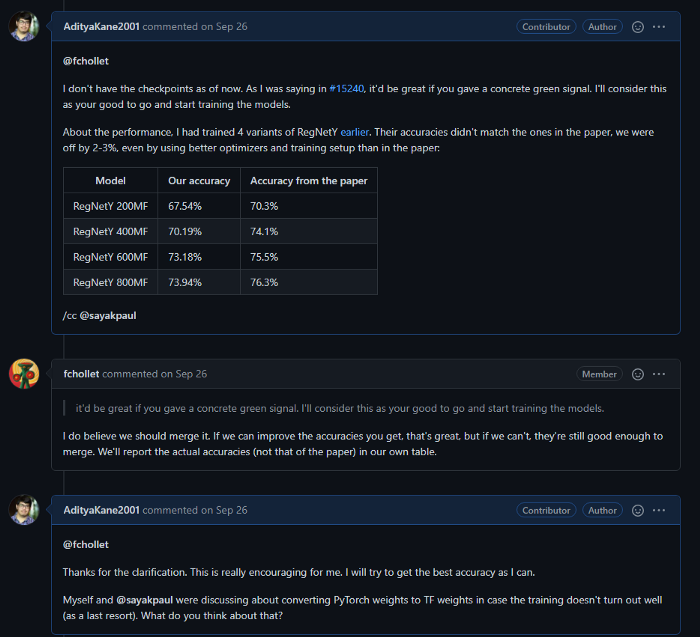 AdityaKane2001 commented on Sep 26 Contributor Author
@fchollet
I don't have the checkpoints as of now. As I was saying in #15240, it'd be great if you gave a concrete green signal. I'll consider this
as your good to go and start training the models.
About the performance, I had trained 4 variants of RegNetY earlier. Their accuracies didn't match the ones in the paper, we were
off by 2-3%, even by using better optimizers and training setup than in the paper:
Model Our accuracy Accuracy from the paper
RegNetY 200MF 67.54% 70.3%
RegNetY 400MF 70.19% 74.1%
RegNetY 600MF 73.18% 75.5%
RegNetY 800MF 73.94% 76.3%
/cc @sayakpaul
fchollet commented on Sep 26 Member
it'd be great if you gave a concrete green signal. I'll consider this as your good to go and start training the models.
I do believe we should merge it. If we can improve the accuracies you get, that's great, but if we can't, they're still good enough to
merge. We'll report the actual accuracies (not that of the paper) in our own table.
AdityaKane2001 commented on Sep 26 Contributor Author
@fchollet
Thanks for the clarification. This is really encouraging for me. I will try to get the best accuracy as I can.
Myself and @sayakpaul were discussing about converting PyTorch weights to TF weights in case the training doesn't turn out well
(as a last resort). What do you think about that?